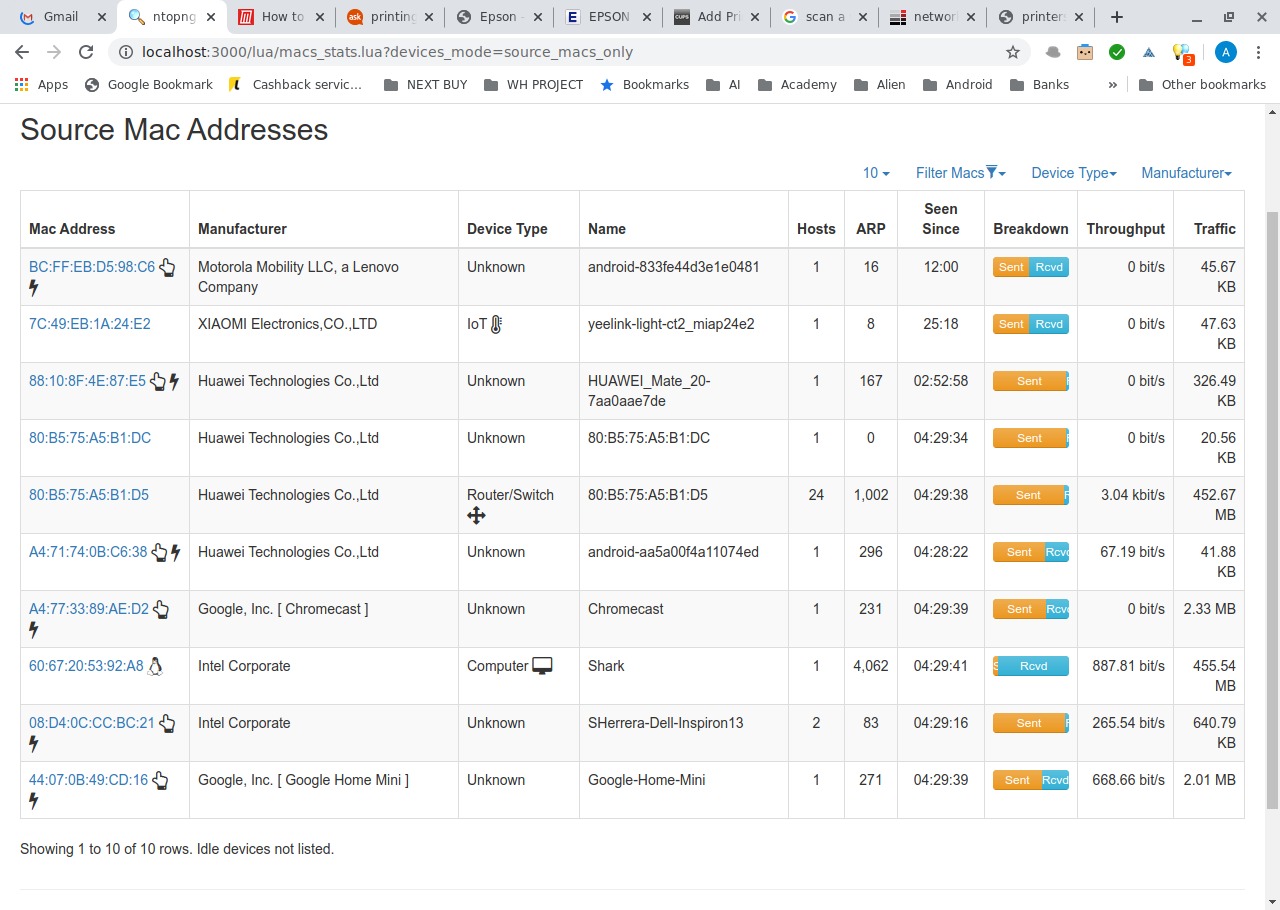 Gmail ntopng How to ask printing Epson - E EPSON CUPS Add Pri G scan a networ printers
localhost:3000/lua/macs_stats.lua?devices_mode=source_macs_only 3 A
Apps Google Bookmark Cashback servic... NEXT BUY WH PROJECT Bookmarks AI Academy Alien Android Banks » Other bookmarks
Source Mac Addresses
10 Filter Macs Device Type Manufacturer
Mac Address Manufacturer Device Type Name Hosts ARP Seen Since Breakdown Throughput Traffic
BC:FF:EB:D5:98:C6 Motorola Mobility LLC, a Lenovo Company Unknown android-833fe44d3e1e0481 1 16 12:00 Sent Rcvd 0 bit/s 45.67 KB
7C:49:EB:1A:24:E2 XIAOMI Electronics,CO.,LTD IoT yeelink-light-ct2_miap24e2 1 8 25:18 Sent Rcvd 0 bit/s 47.63 KB
88:10:8F:4E:87:E5 Huawei Technologies Co.,Ltd Unknown HUAWEI_Mate_20-7aa0aae7de 1 167 02:52:58 Sent 0 bit/s 326.49 KB
80:B5:75:A5:B1:DC Huawei Technologies Co.,Ltd Unknown 80:B5:75:A5:B1:DC 1 0 04:29:34 Sent 0 bit/s 20.56 KB
80:B5:75:A5:B1:D5 Huawei Technologies Co.,Ltd Router/Switch 80:B5:75:A5:B1:D5 24 1,002 04:29:38 Sent 3.04 kbit/s 452.67 MB
A4:71:74:0B:C6:38 Huawei Technologies Co.,Ltd Unknown android-aa5a00f4a11074ed 1 296 04:28:22 Sent Rcvd 67.19 bit/s 41.88 KB
A4:77:33:89:AE:D2 Google, Inc. [ Chromecast ] Unknown Chromecast 1 231 04:29:39 Sent Rcvd 0 bit/s 2.33 MB
60:67:20:53:92:A8 Intel Corporate Computer Shark 1 4,062 04:29:41 S Rcvd 887.81 bit/s 455.54 MB
08:D4:0C:CC:BC:21 Intel Corporate Unknown SHerrera-Dell-Inspiron13 2 83 04:29:16 Sent 265.54 bit/s 640.79 KB
44:07:0B:49:CD:16 Google, Inc. [ Google Home Mini ] Unknown Google-Home-Mini 1 271 04:29:39 Sent Rcvd 668.66 bit/s 2.01 MB
Showing 1 to 10 of 10 rows. Idle devices not listed.